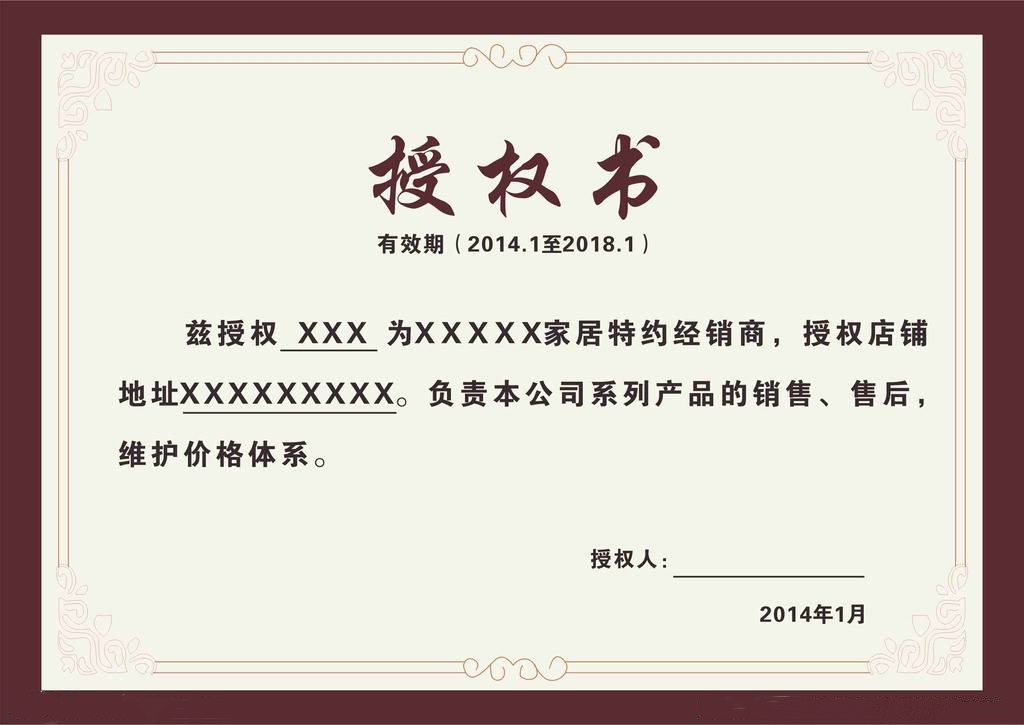 授权书
有效期（2014.1至2018.1）
兹授权 XXX 为XXXXX家居特约经销商，授权店铺
地址XXXXXXXXX。负责本公司系列产品的销售、售后，
维护价格体系。
授权人：
2014年1月